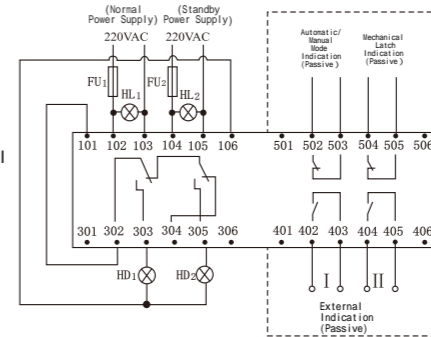 (Normal Power Supply)
(Standby Power Supply)
220VAC
220VAC
Automatic/
Manual
Mode
Indication
(Passive)
Mechanical
Latch
Indication
(Passive)
FU1
HL1
FU2
HL2
101 102 103 104 105 106
501 502 503 504 505 506
I
301 302 303 304 305 306
401 402 403 404 405 406
HD1
HD2
I
II
External
Indication
(Passive)